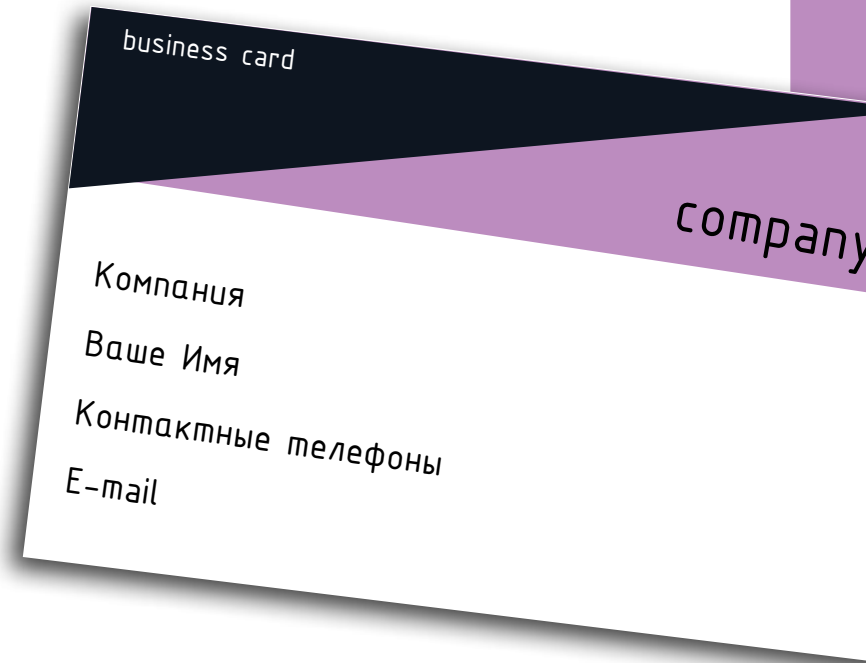 business card
company
Компания
Ваше Имя
Контактные телефоны
E-mail